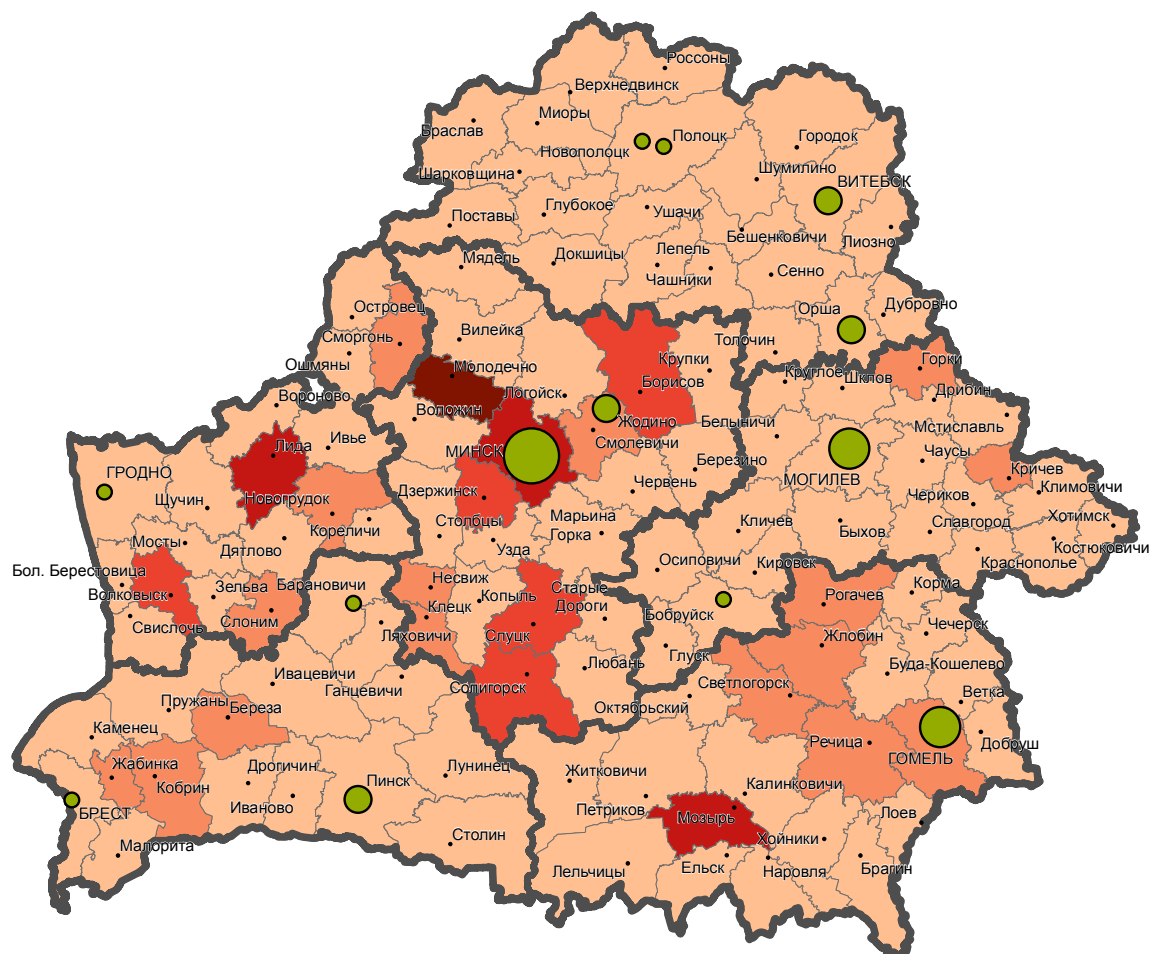 Россоны
Верхнедвинск
Миоры
Браслав
Полоцк
Новополоцк
Городок
Шарковщина
Шумилино
ВИТЕБСК
Глубокое
Ушачи
Поставы
Бешенковичи
Лиозно
Лепель
Мядель
Докшицы
Чашники
Сенно
Островец
Орша
Дубровно
Вилейка
Сморгонь
Толочин
Ошмяны
Крупки
Горки
Молодечно
Круглое
Шклов
Борисов
Логойск
Дрибин
Вороново
Воложин
Жодино
Белыничи
Мстиславль
Ивье
Смолевичи
Лида
МИНСК
Чаусы
Березино
Кричев
ГРОДНО
МОГИЛЕВ
Червень
Климовичи
Дзержинск
Щучин
Новогрудок
Чериков
Хотимск
Столбцы
Марьина
Горка
Славгород
Кличев
Кореличи
Быхов
Мосты
Костюковичи
Дятлово
Узда
Осиповичи
Кировск
Краснополье
Бол. Берестовица
Несвиж
Зельва
Барановичи
Старые
Дороги
Корма
Волковыск
Копыль
Рогачев
Клецк
Бобруйск
Свислочь
Слоним
Чечерск
Ляховичи
Слуцк
Жлобин
Глуск
Любань
Буда-Кошелево
Ивацевичи
Ганцевичи
Солигорск
Светлогорск
Ветка
Пружаны
Береза
Октябрьский
Каменец
Речица
Добруш
ГОМЕЛЬ
Жабинка
Дрогичин
Лунинец
Житковичи
Пинск
Кобрин
Калинковичи
Иваново
Петриков
БРЕСТ
Мозырь
Лоев
Столин
Хойники
Малорита
Ельск
Брагин
Лельчицы
Наровля